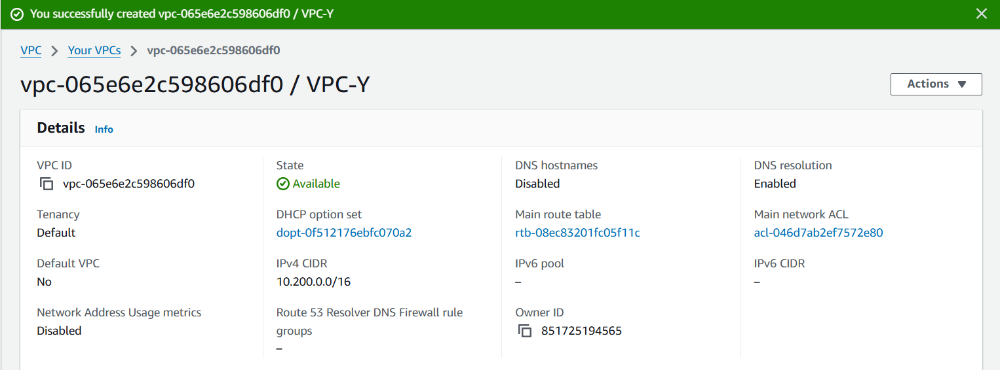 You successfully created vpc-065e6e2c598606df0 / VPC-Y
VPC > Your VPCs > vpc-065e6e2c598606df0
vpc-065e6e2c598606df0 / VPC-Y
Actions
Details Info
VPC ID
vpc-065e6e2c598606df0
State
Available
DNS hostnames
Disabled
DNS resolution
Enabled
Tenancy
Default
DHCP option set
dopt-0f512176ebfc070a2
Main route table
rtb-08ec83201fc05f11c
Main network ACL
acl-046d7ab2ef7572e80
Default VPC
No
IPv4 CIDR
10.200.0.0/16
IPv6 pool
–
IPv6 CIDR
–
Network Address Usage metrics
Disabled
Route 53 Resolver DNS Firewall rule
groups
–
Owner ID
851725194565